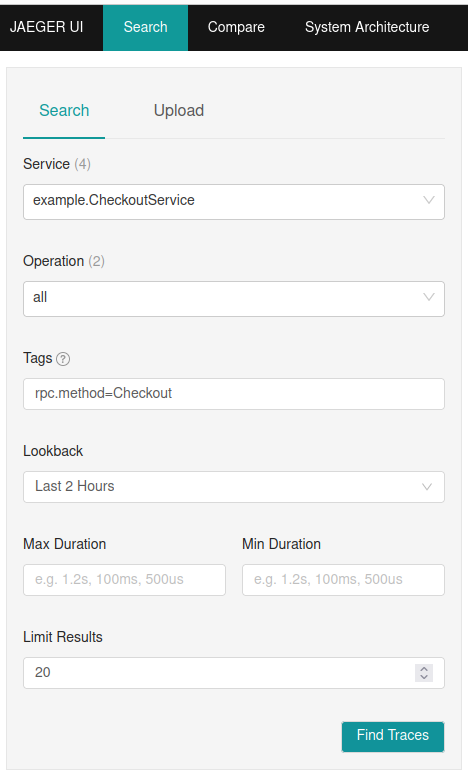 JAEGER UI Search Compare System Architecture
Search Upload
Service (4)
example.CheckoutService
Operation (2)
all
Tags ?
rpc.method=Checkout
Lookback
Last 2 Hours
Max Duration Min Duration
e.g. 1.2s, 100ms, 500us e.g. 1.2s, 100ms, 500us
Limit Results
20
Find Traces